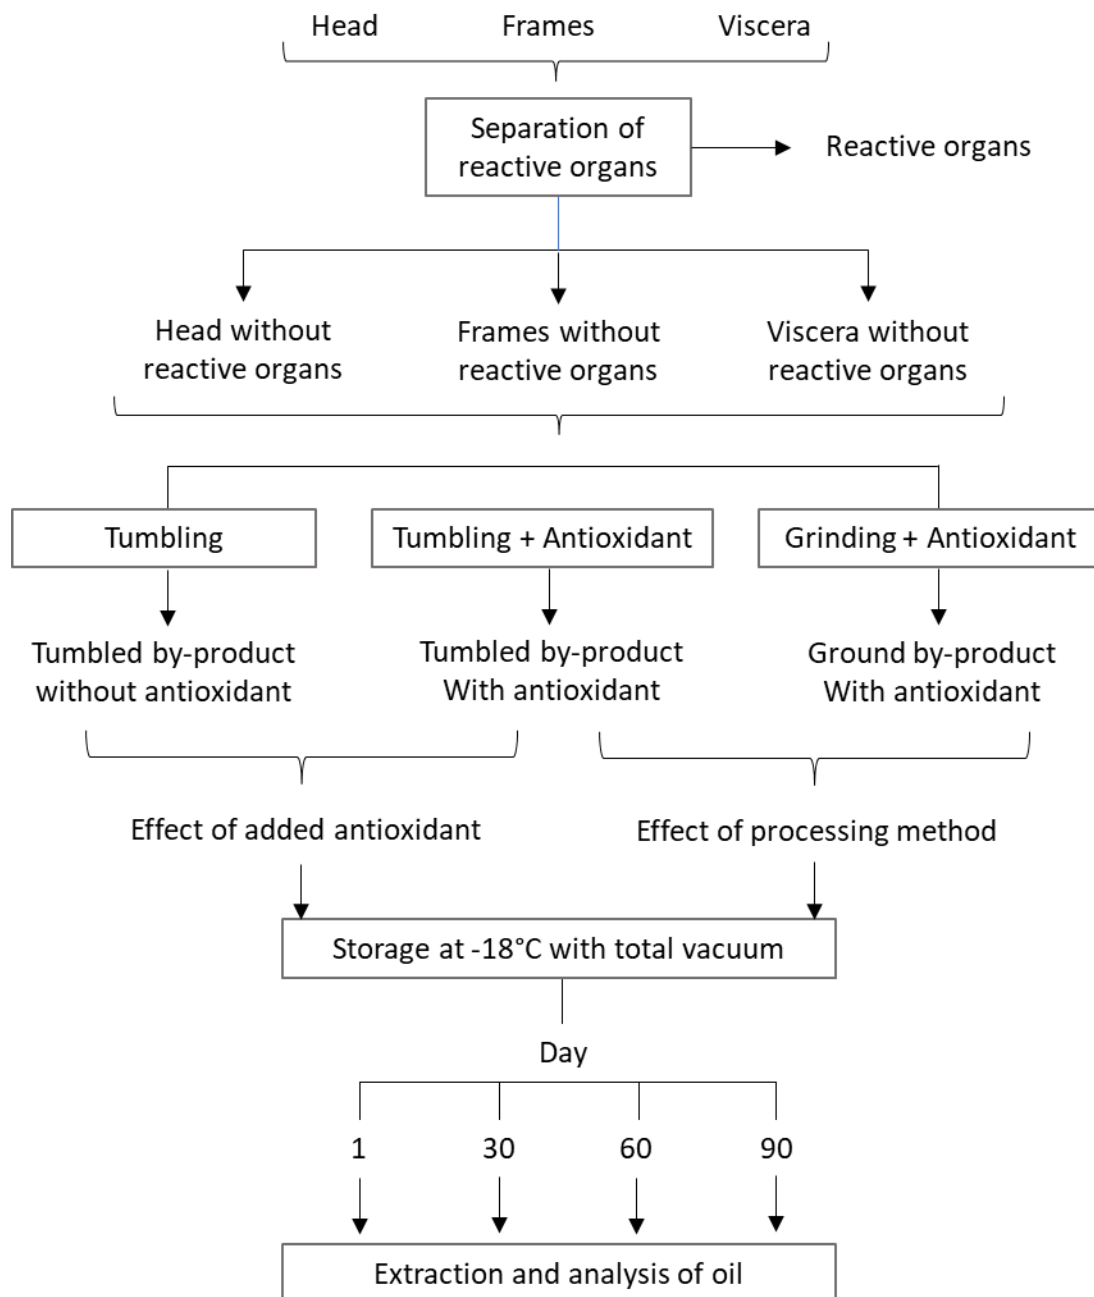 Head Frames Viscera
Separation of
reactive organs
Reactive organs
Head without
reactive organs
Frames without
reactive organs
Viscera without
reactive organs
Tumbling
Tumbling + Antioxidant
Grinding + Antioxidant
Tumbled by-product
without antioxidant
Tumbled by-product
With antioxidant
Ground by-product
With antioxidant
Effect of added antioxidant
Effect of processing method
Storage at -18°C with total vacuum
Day
1 30 60 90
Extraction and analysis of oil